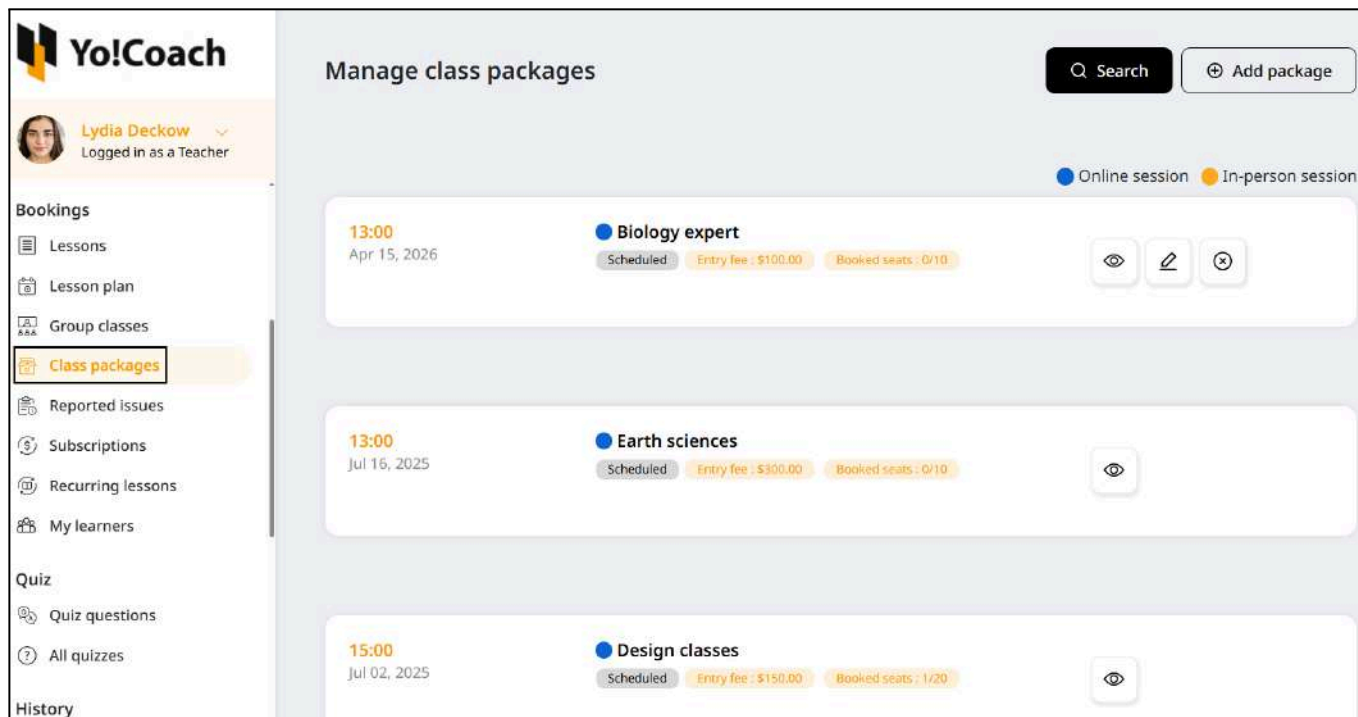 Yo!Coach
Lydia Deckow
Logged in as a Teacher
Bookings
Lessons
Lesson plan
Group classes
Class packages
Reported issues
Subscriptions
Recurring lessons
My learners
Quiz
Quiz questions
All quizzes
History
Manage class packages
Search
Add package
Online session
In-person session
13:00
Apr 15, 2026
Biology expert
Scheduled
Entry fee : $100.00
Booked seats : 0/10
13:00
Jul 16, 2025
Earth sciences
Scheduled
Entry fee : $300.00
Booked seats : 0/10
15:00
Jul 02, 2025
Design classes
Scheduled
Entry fee : $150.00
Booked seats : 1/20